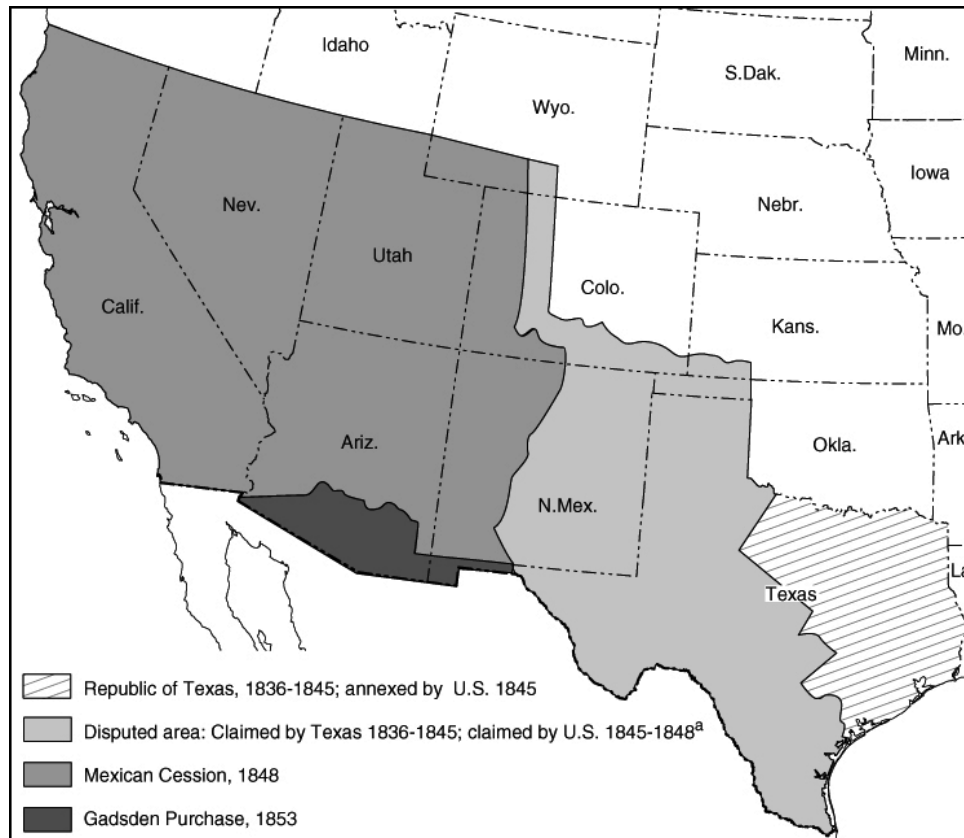 Idaho
Minn.
S.Dak.
Wyo.
Iowa
Nev.
Nebr.
Utah
Calif.
Colo.
Kans.
Mo.
Ariz.
Okla.
Ark
N.Mex.
La
Texas
Republic of Texas, 1836-1845; annexed by U.S. 1845
Disputed area: Claimed by Texas 1836-1845; claimed by U.S. 1845-1848a
Mexican Cession, 1848
Gadsden Purchase, 1853